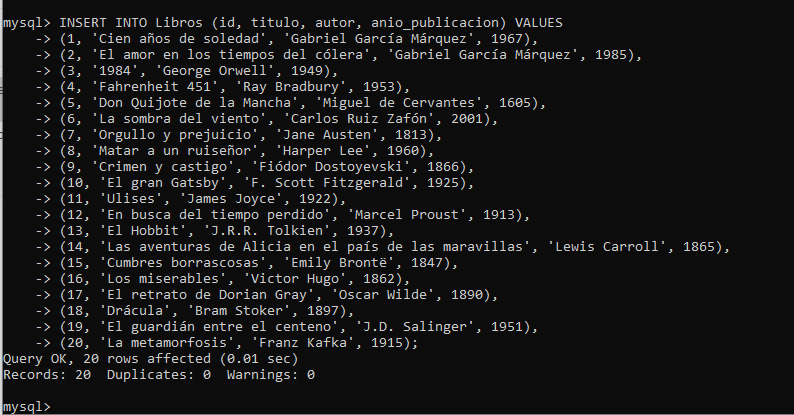 mysql> INSERT INTO Libros (id, titulo, autor, anio_publicacion) VALUES
-> (1, 'Cien años de soledad', 'Gabriel García Márquez', 1967),
-> (2, 'El amor en los tiempos del cólera', 'Gabriel García Márquez', 1985),
-> (3, '1984', 'George Orwell', 1949),
-> (4, 'Fahrenheit 451', 'Ray Bradbury', 1953),
-> (5, 'Don Quijote de la Mancha', 'Miguel de Cervantes', 1605),
-> (6, 'La sombra del viento', 'Carlos Ruiz Zafón', 2001),
-> (7, 'Orgullo y prejuicio', 'Jane Austen', 1813),
-> (8, 'Matar a un ruiseñor', 'Harper Lee', 1960),
-> (9, 'Crimen y castigo', 'Fiódor Dostoyevski', 1866),
-> (10, 'El gran Gatsby', 'F. Scott Fitzgerald', 1925),
-> (11, 'Ulises', 'James Joyce', 1922),
-> (12, 'En busca del tiempo perdido', 'Marcel Proust', 1913),
-> (13, 'El Hobbit', 'J.R.R. Tolkien', 1937),
-> (14, 'Las aventuras de Alicia en el país de las maravillas', 'Lewis Carroll', 1865),
-> (15, 'Cumbres borrascosas', 'Emily Brontë', 1847),
-> (16, 'Los miserables', 'Victor Hugo', 1862),
-> (17, 'El retrato de Dorian Gray', 'Oscar Wilde', 1890),
-> (18, 'Drácula', 'Bram Stoker', 1897),
-> (19, 'El guardián entre el centeno', 'J.D. Salinger', 1951),
-> (20, 'La metamorfosis', 'Franz Kafka', 1915);
Query OK, 20 rows affected (0.01 sec)
Records: 20  Duplicates: 0  Warnings: 0
mysql>